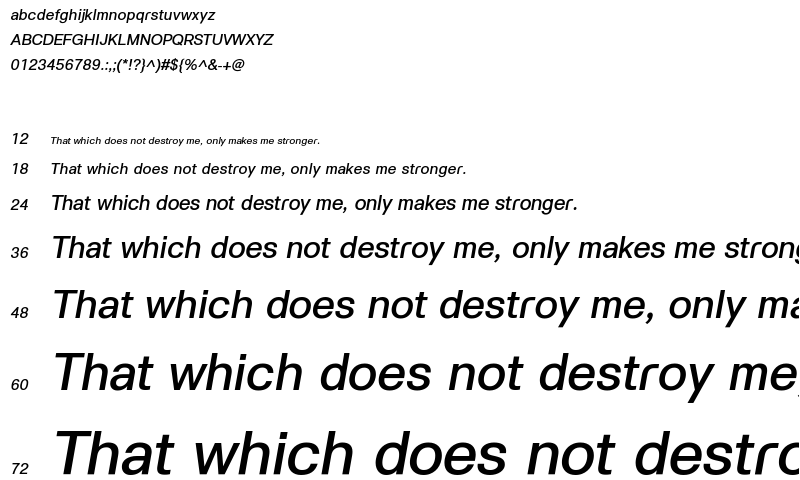 abcdefghijklmnopqrstuvwxyz
ABCDEFGHIJKLMNOPQRSTUVWXYZ
0123456789.:,;(*!?}^)#${%^&-+@
12 That which does not destroy me, only makes me stronger.
18 That which does not destroy me, only makes me stronger.
24 That which does not destroy me, only makes me stronger.
36 That which does not destroy me, only makes me strong
48 That which does not destroy me, only ma
60 That which does not destroy me,
72 That which does not destro